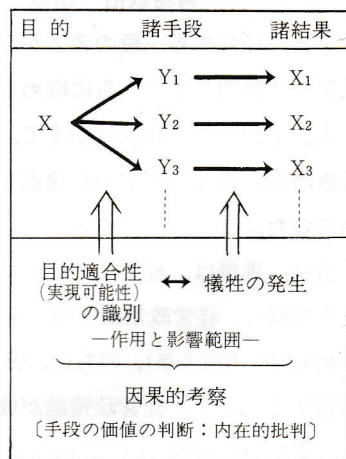 目的 諸手段 諸結果
Y₁ X₁
X Y₂ X₂
Y₃ X₃
目的適合性 ↔ 犠牲の発生
(実現可能性)
の識別
―作用と影響範囲―
因果的考察
〔手段の価値の判断：内在的批判〕